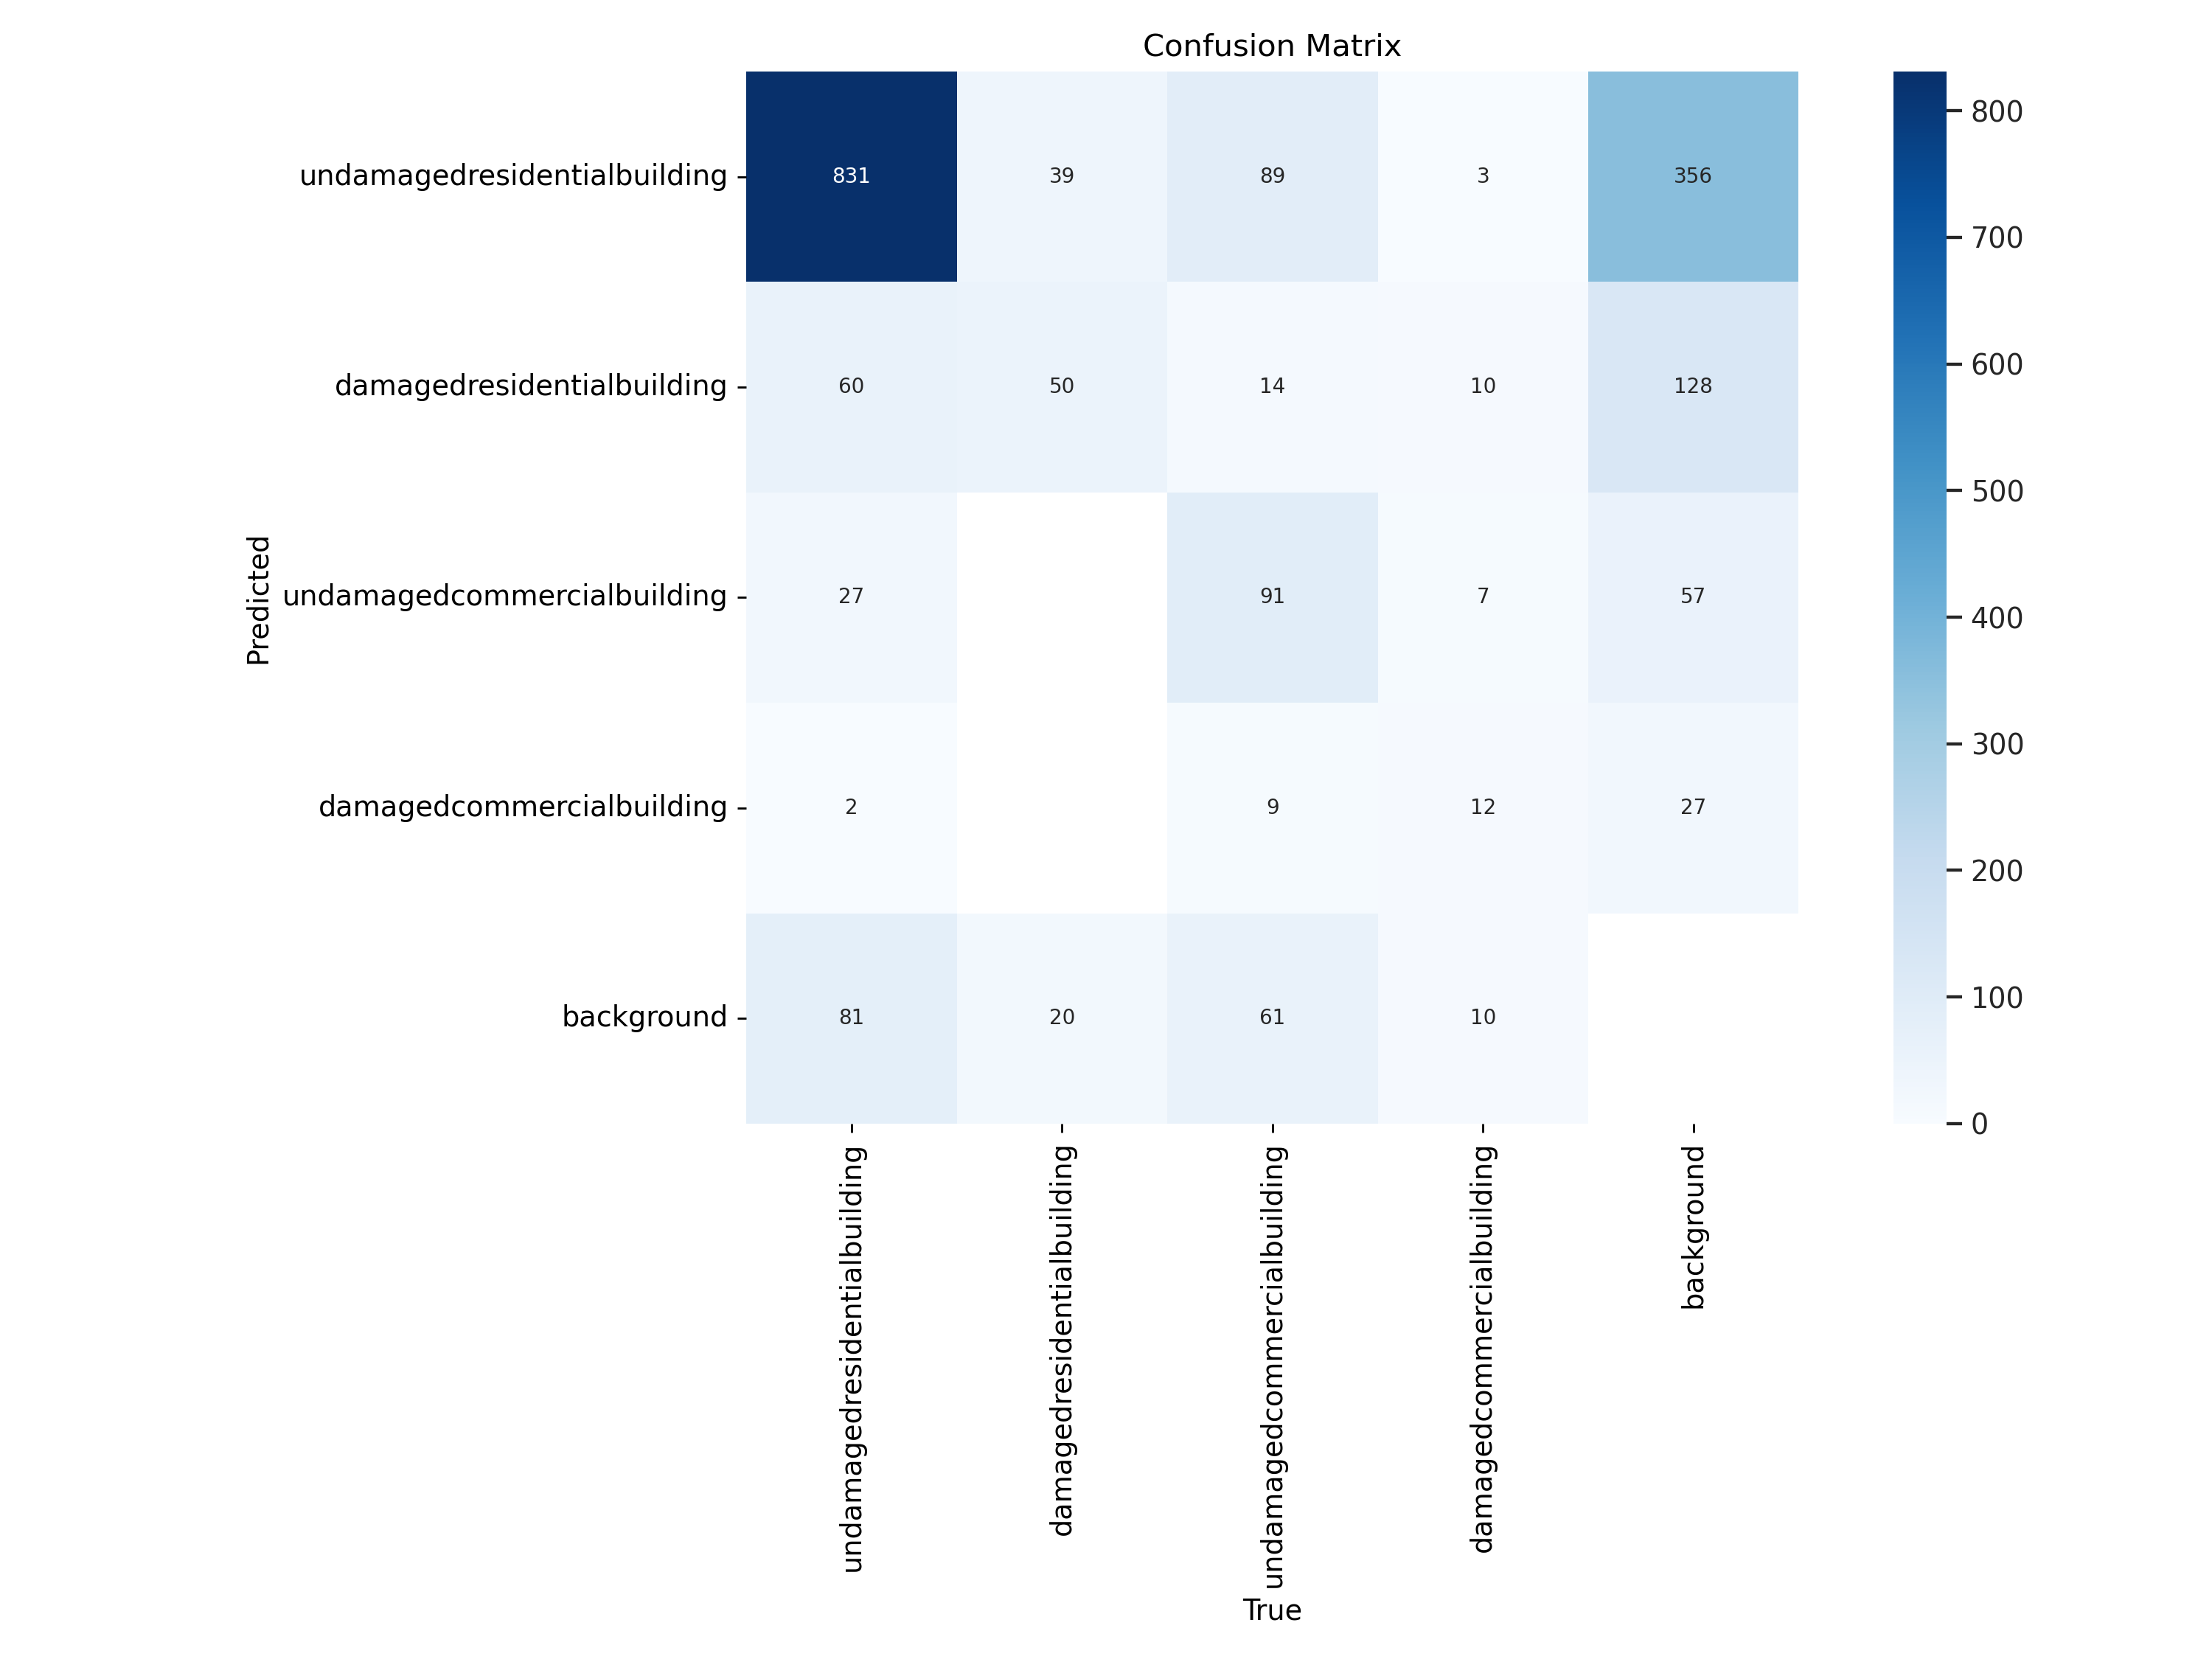 Confusion Matrix
undamagedresidentialbuilding 831 39 89 3 356
damagedresidentialbuilding 60 50 14 10 128
undamagedcommercialbuilding 27 91 7 57
damagedcommercialbuilding 2 9 12 27
background 81 20 61 10
Predicted
undamagedresidentialbuilding
damagedresidentialbuilding
undamagedcommercialbuilding
damagedcommercialbuilding
background
True
800
700
600
500
400
300
200
100
0